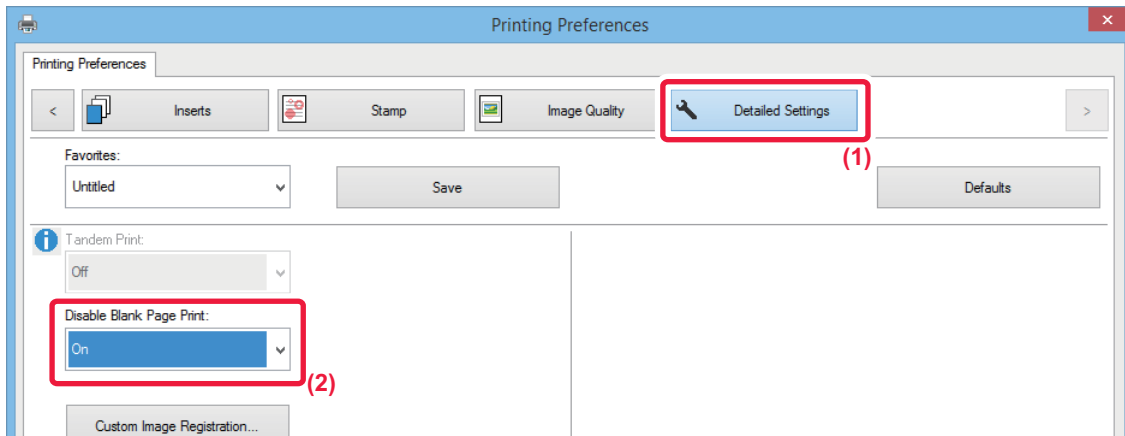 Printing Preferences
Printing Preferences
< Inserts Stamp Image Quality Detailed Settings >
(1)
Favorites:
Untitled Save Defaults
Tandem Print:
Off
Disable Blank Page Print:
On
(2)
Custom Image Registration...